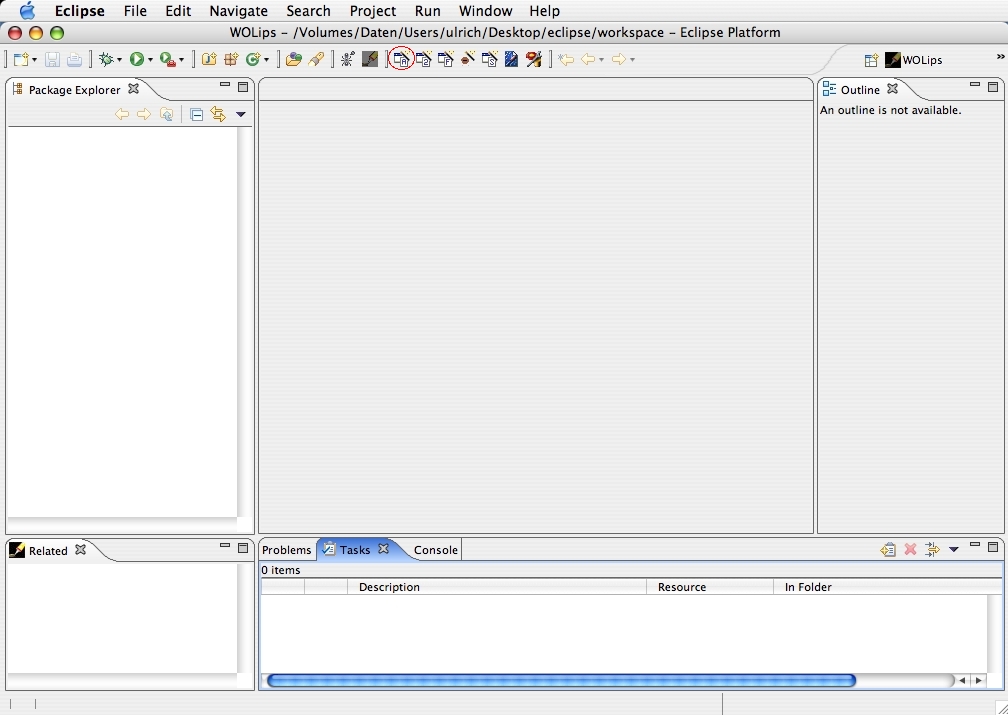 Eclipse File Edit Navigate Search Project Run Window Help
WOLips – /Volumes/Daten/Users/ulrich/Desktop/eclipse/workspace – Eclipse Platform
WOLips
Package Explorer
Outline
An outline is not available.
Related
Problems Tasks Console
0 items
Description Resource In Folder